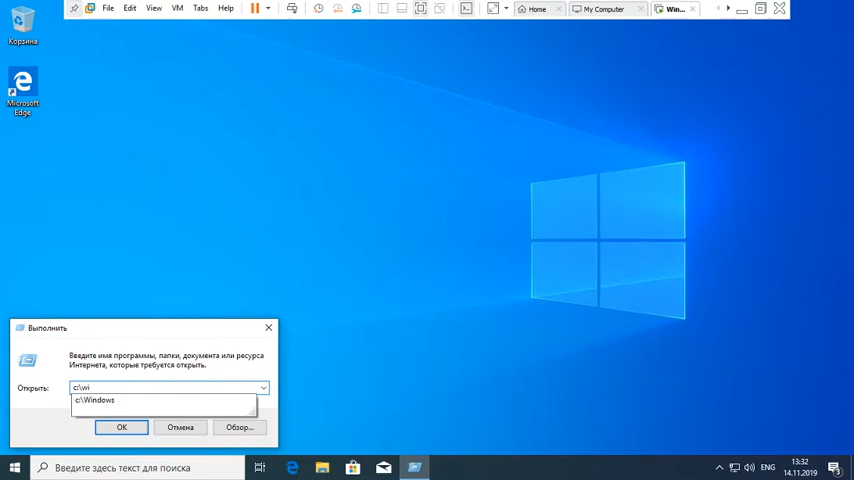 File Edit View VM Tabs Help
Home
My Computer
Win...
Корзина
Microsoft
Edge
Выполнить
Введите имя программы, папки, документа или ресурса
Интернета, которые требуется открыть.
Открыть: c:\wi
c:\Windows
OK Отмена Обзор...
Введите здесь текст для поиска
ENG
13:32
14.11.2019
3